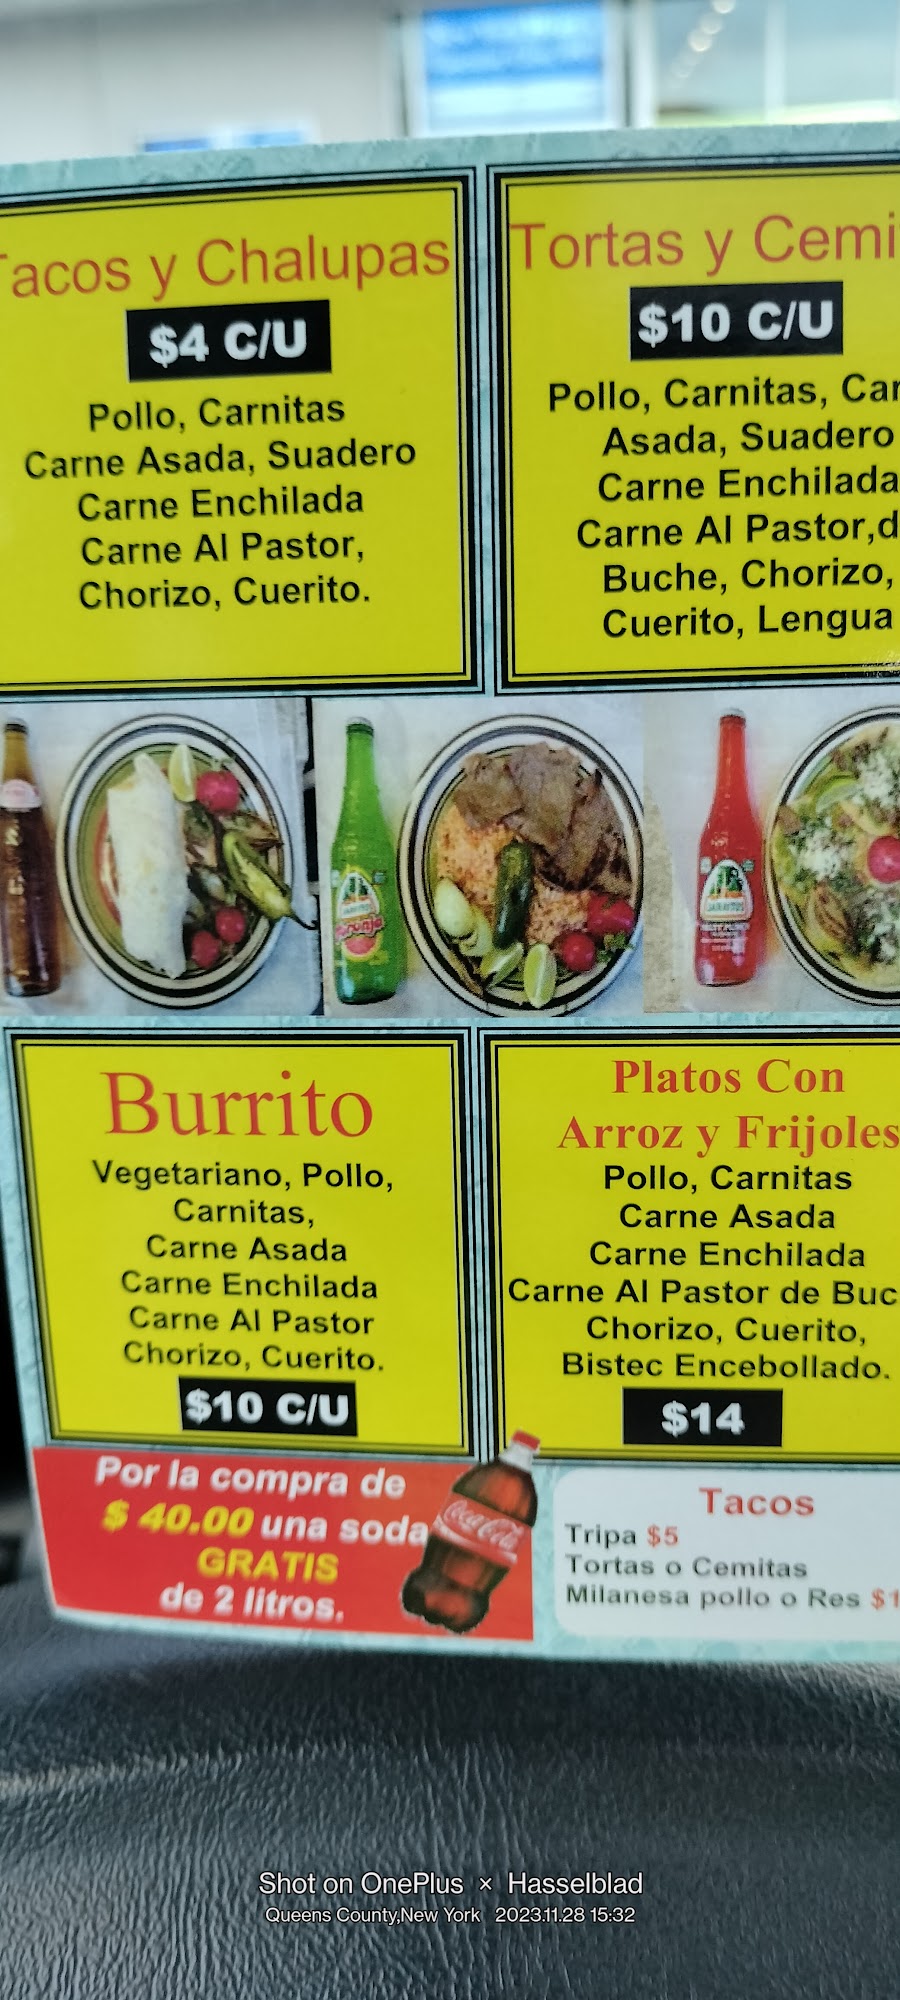 Tacos y Chalupas
$4 C/U
Pollo, Carnitas
Carne Asada, Suadero
Carne Enchilada
Carne Al Pastor,
Chorizo, Cuerito.
Tortas y Cemi
$10 C/U
Pollo, Carnitas, Car
Asada, Suadero
Carne Enchilada
Carne Al Pastor,d
Buche, Chorizo,
Cuerito, Lengua
JARRITOS
Toronja
JARRITOS
Burrito
Vegetariano, Pollo,
Carnitas,
Carne Asada
Carne Enchilada
Carne Al Pastor
Chorizo, Cuerito.
$10 C/U
Platos Con
Arroz y Frijoles
Pollo, Carnitas
Carne Asada
Carne Enchilada
Carne Al Pastor de Buc
Chorizo, Cuerito,
Bistec Encebollado.
$14
Por la compra de
$ 40.00 una soda
GRATIS
de 2 litros.
Coca-Cola
Tacos
Tripa $5
Tortas o Cemitas
Milanesa pollo o Res $1
Shot on OnePlus × Hasselblad
Queens County,New York 2023.11.28 15:32